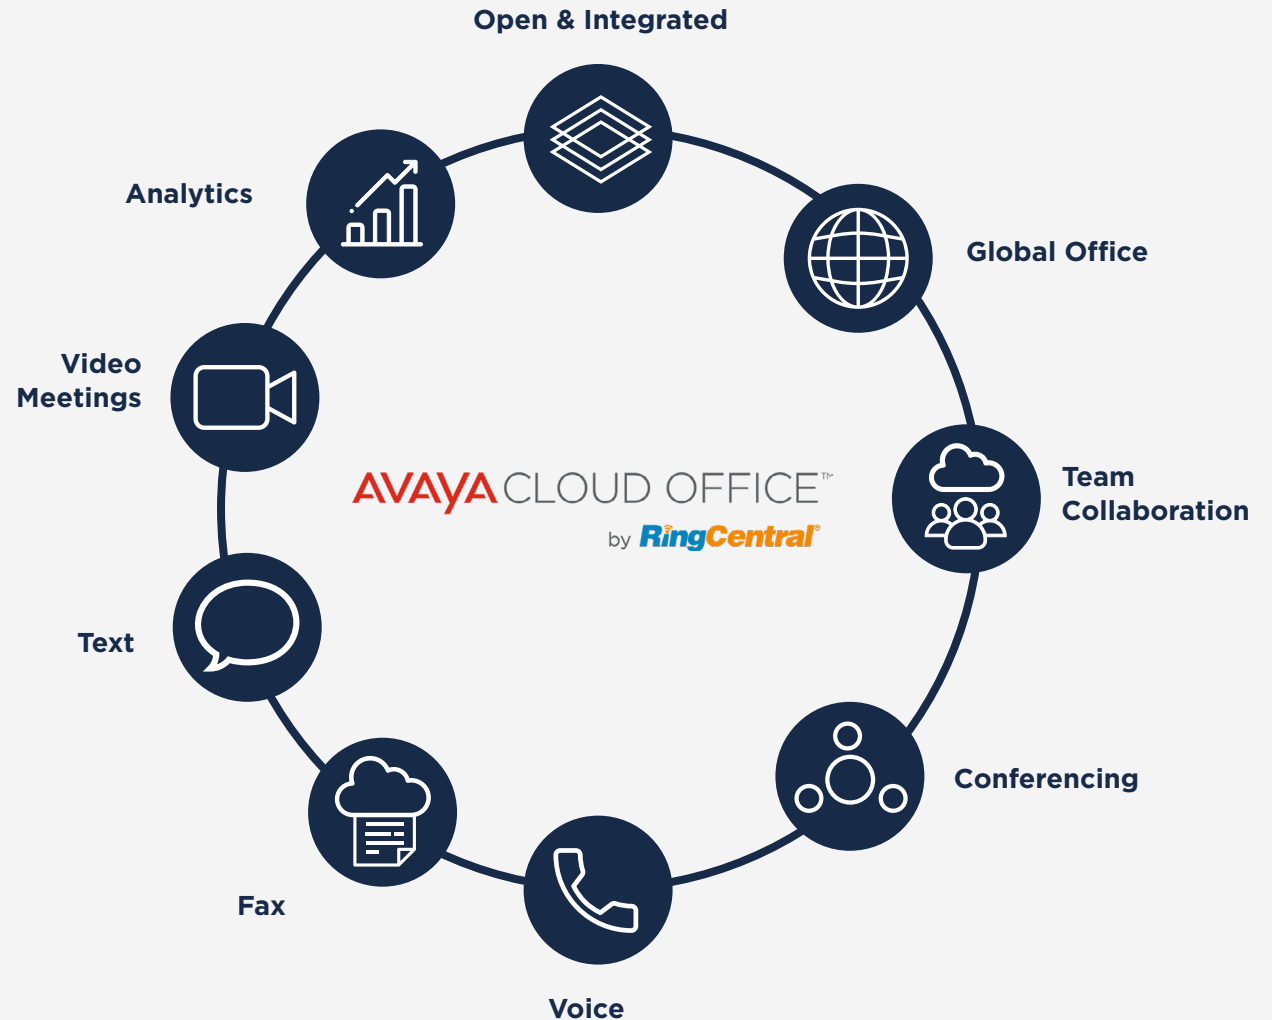 Open & Integrated
Analytics
Global Office
Video
Meetings
Team
Collaboration
AVAYA CLOUD OFFICE™
by RingCentral®
Text
Conferencing
Fax
Voice